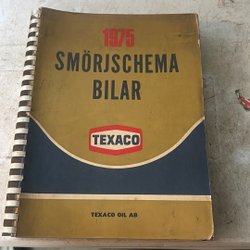 1975
SMÖRJSCHEMA
BILAR
TEXACO
TEXACO OIL AB